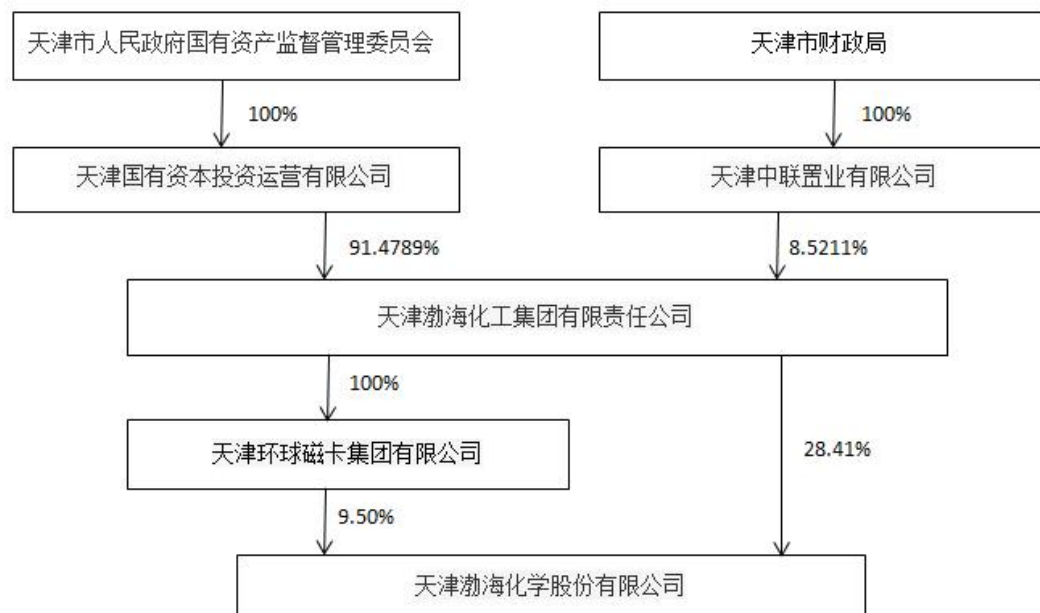 天津市人民政府国有资产监督管理委员会
天津市财政局
100%
100%
天津国有资本投资运营有限公司
天津中联置业有限公司
91.4789%
8.5211%
天津渤海化工集团有限责任公司
100%
天津环球磁卡集团有限公司
28.41%
9.50%
天津渤海化学股份有限公司